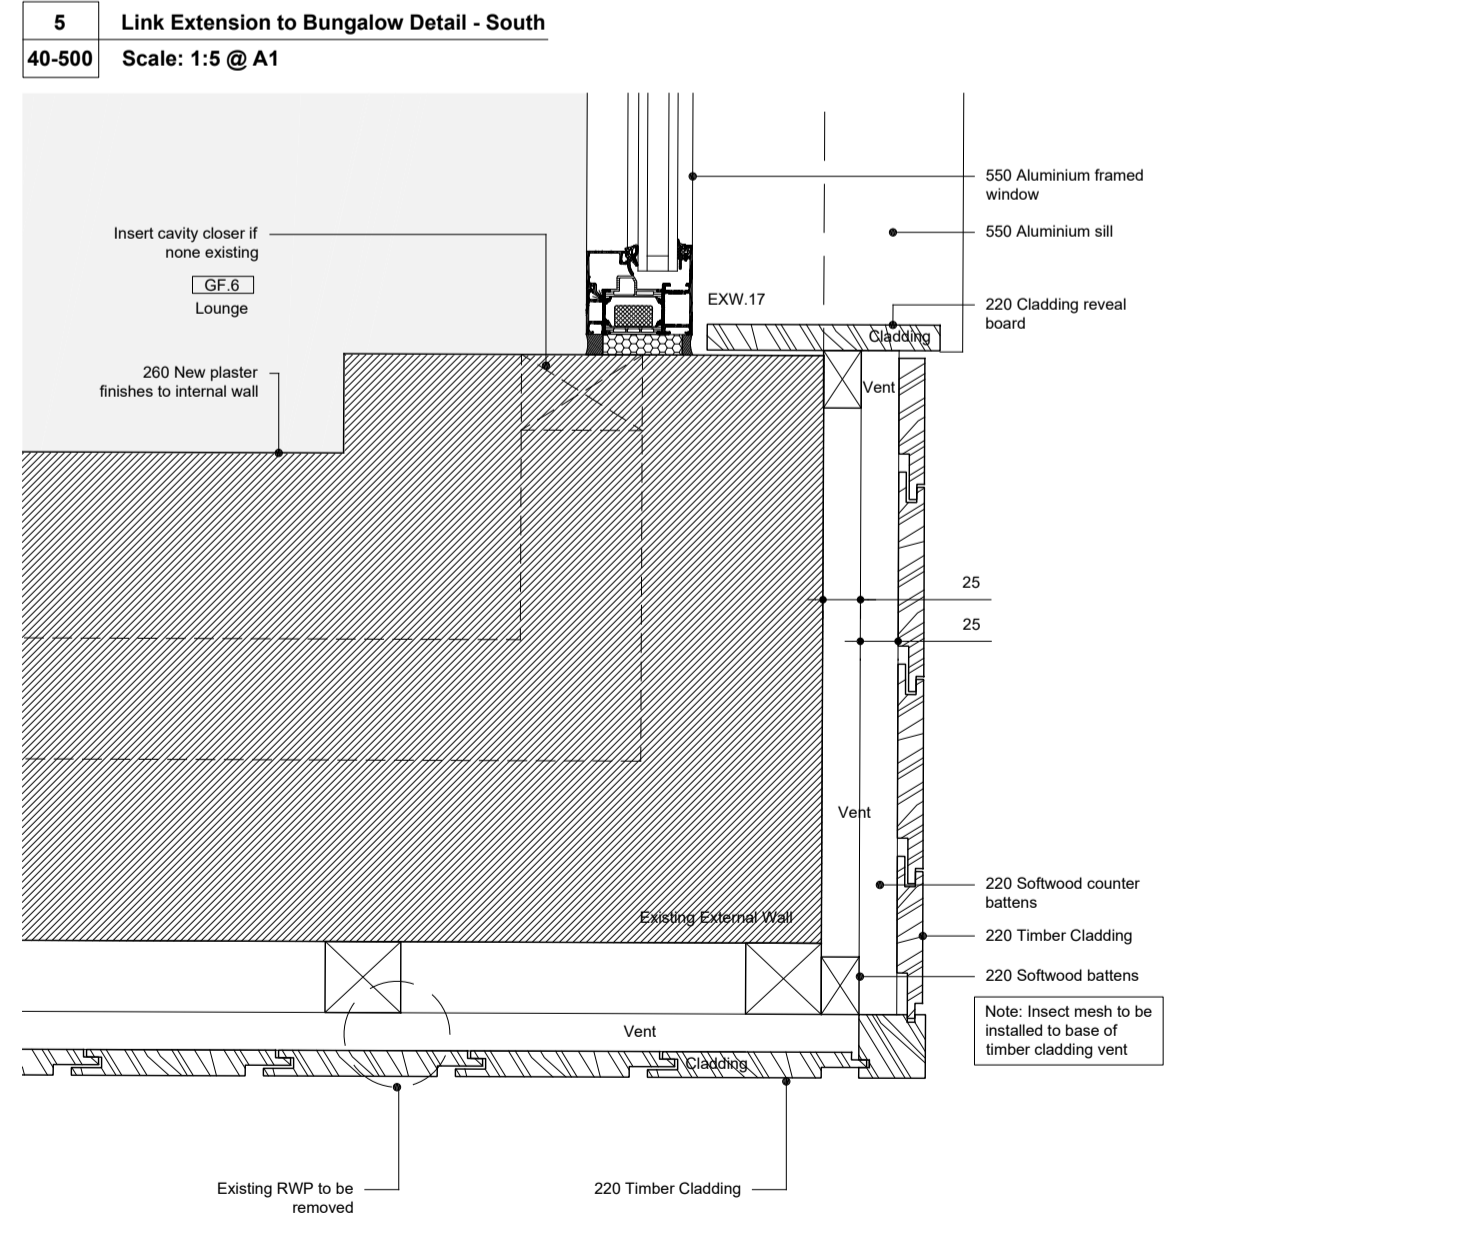 5 Link Extension to Bungalow Detail - South
40-500 Scale: 1:5 @ A1
550 Aluminium framed
window
Insert cavity closer if
none existing
550 Aluminium sill
GF.6
Lounge
EXW.17
220 Cladding reveal
board
Cladding
260 New plaster
finishes to internal wall
Vent
25
25
Vent
220 Softwood counter
battens
Existing External Wall
220 Timber Cladding
220 Softwood battens
Note: Insect mesh to be
installed to base of
timber cladding vent
Vent
Cladding
Existing RWP to be
removed
220 Timber Cladding